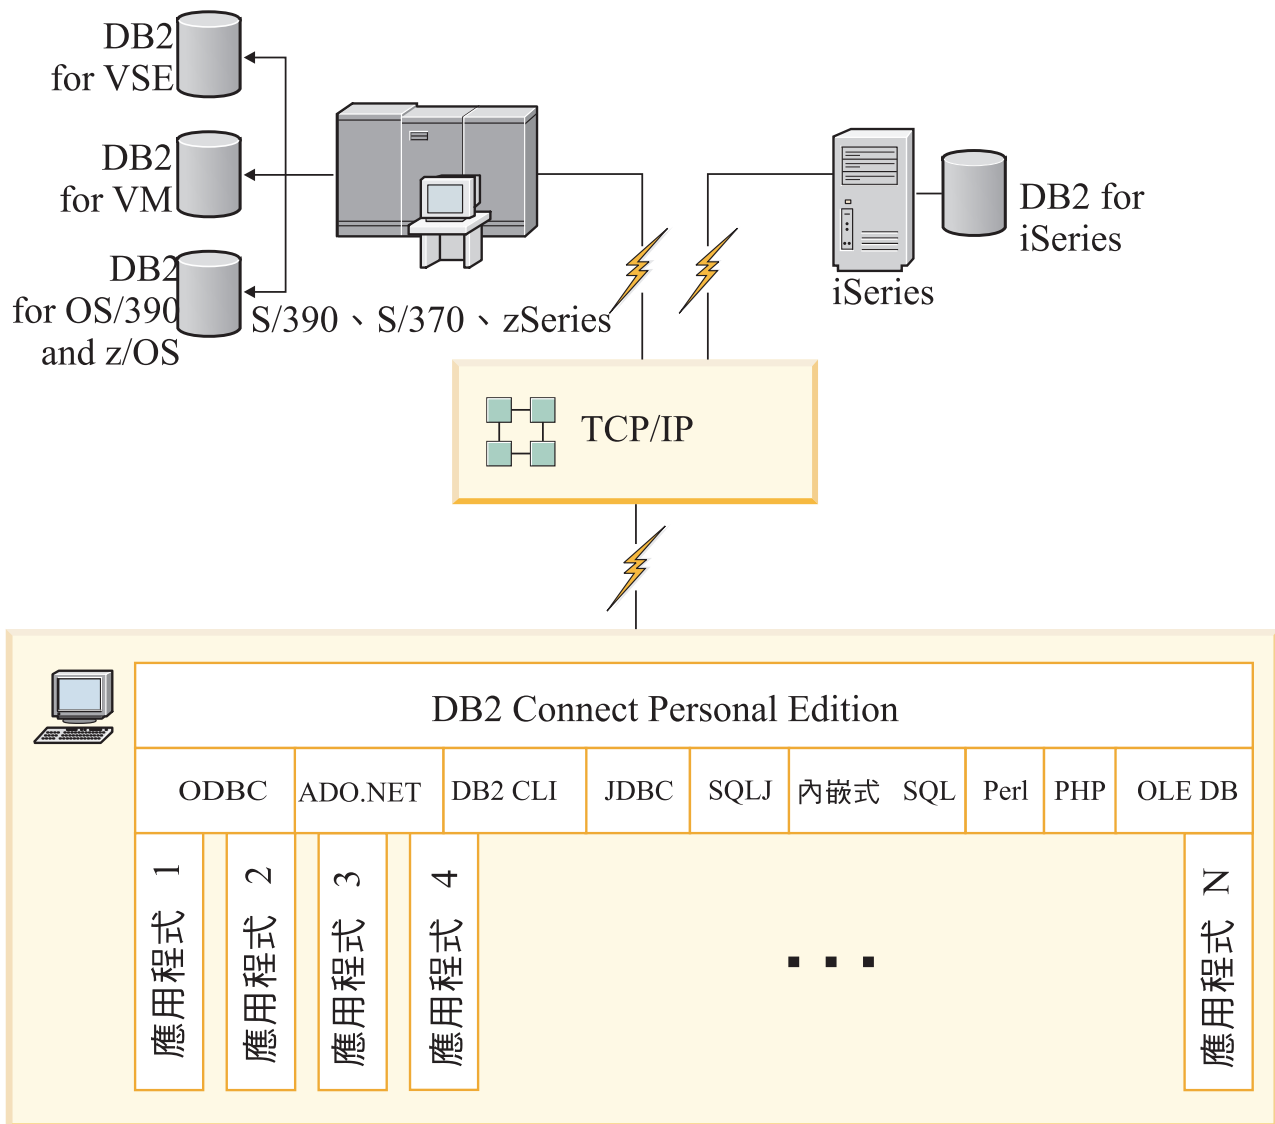 DB2
for VSE
DB2
for VM
DB2
for OS/390
and z/OS
S/390、S/370、zSeries
iSeries
DB2 for
iSeries
TCP/IP
DB2 Connect Personal Edition
ODBC
ADO.NET
DB2 CLI
JDBC
SQLJ
內嵌式 SQL
Perl
PHP
OLE DB
應用程式 1
應用程式 2
應用程式 3
應用程式 4
...
應用程式 N